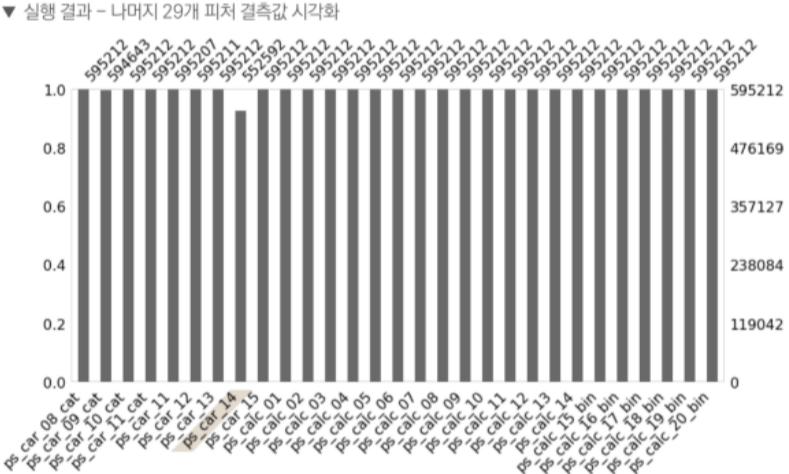 ▼ 실행 결과 – 나머지 29개 피처 결측값 시각화
595212 594643 595212 595212 595207 595211 595212 552592 595212 595212 595212 595212 595212 595212 595212 595212 595212 595212 595212 595212 595212 595212 595212 595212 595212 595212 595212 595212 595212
1.0 595212
0.8 476169
0.6 357127
0.4 238084
0.2 119042
0.0 0
ps_car_08_cat ps_car_09_cat ps_car_10_cat ps_car_11_cat ps_car_11 ps_car_12 ps_car_13 ps_car_14 ps_car_15 ps_calc_01 ps_calc_02 ps_calc_03 ps_calc_04 ps_calc_05 ps_calc_06 ps_calc_07 ps_calc_08 ps_calc_09 ps_calc_10 ps_calc_11 ps_calc_12 ps_calc_13 ps_calc_14 ps_calc_15_bin ps_calc_16_bin ps_calc_17_bin ps_calc_18_bin ps_calc_19_bin ps_calc_20_bin